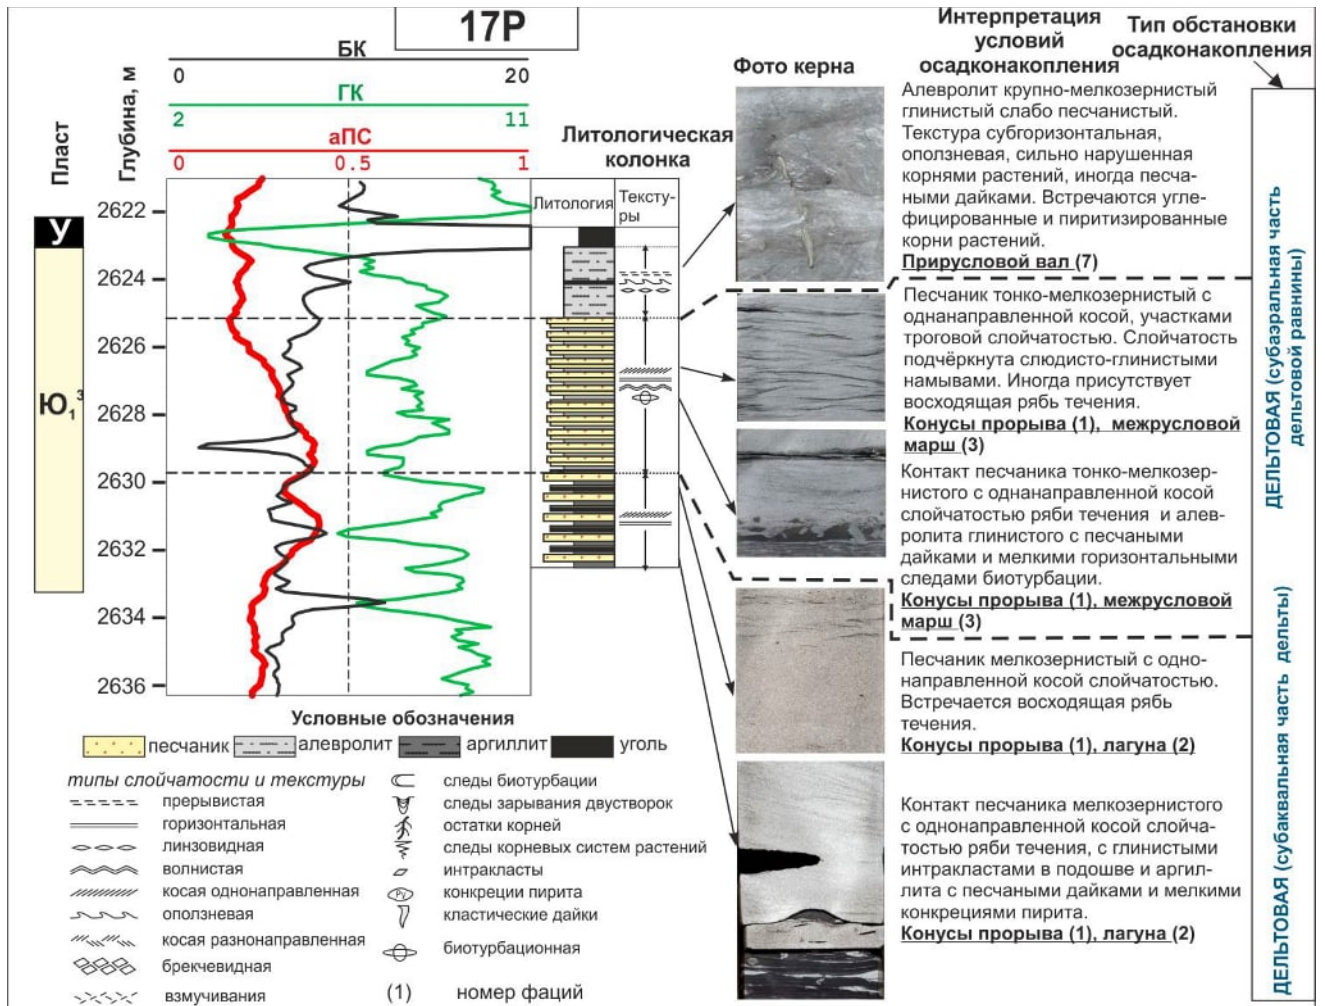 17Р
БК
0 20
ГК
2 11
аПС
0 0.5 1
Пласт
Глубина, м
Литологическая
колонка
Литология
Тексту-
ры
Фото керна
Интерпретация
условий
осадконакопления
Тип обстановки
осадконакопления
2622
2624
2626
2628
2630
2632
2634
2636
У
Ю₁³
Алевролит крупно-мелкозернистый
глинистый слабо песчанистый.
Текстура субгоризонтальная,
оползневая, сильно нарушенная
корнями растений, иногда песча-
ными дайками. Встречаются угле-
фицированные и пиритизированные
корни растений.
Прирусловой вал (7)
Песчаник тонко-мелкозернистый с
однанаправленной косой, участками
троговой слойчатостью. Слойчатость
подчёркнута слюдисто-глинистыми
намывами. Иногда присутствует
восходящая рябь течения.
Конусы прорыва (1), межрусловой
марш (3)
Контакт песчаника тонко-мелкозер-
нистого с однанаправленной косой
слойчатостью ряби течения и алев-
ролита глинистого с песчаными
дайками и мелкими горизонтальными
следами биотурбации.
Конусы прорыва (1), межрусловой
марш (3)
Песчаник мелкозернистый с одно-
направленной косой слойчатостью.
Встречается восходящая рябь
течения.
Конусы прорыва (1), лагуна (2)
Контакт песчаника мелкозернистого
с однонаправленной косой слойча-
тостью ряби течения, с глинистыми
интракластами в подошве и аргил-
лита с песчаными дайками и мелкими
конкрециями пирита.
Конусы прорыва (1), лагуна (2)
ДЕЛЬТОВАЯ (субаэральная часть
дельтовой равнины)
ДЕЛЬТОВАЯ (субаквальная часть дельты)
Условные обозначения
песчаник алевролит аргиллит уголь
типы слойчатости и текстуры
прерывистая
горизонтальная
линзовидная
волнистая
косая однонаправленная
оползневая
косая разнонаправленная
брекчевидная
взмучивания
следы биотурбации
следы зарывания двустворок
остатки корней
следы корневых систем растений
интракласты
Py конкреции пирита
кластические дайки
биотурбационная
(1) номер фаций